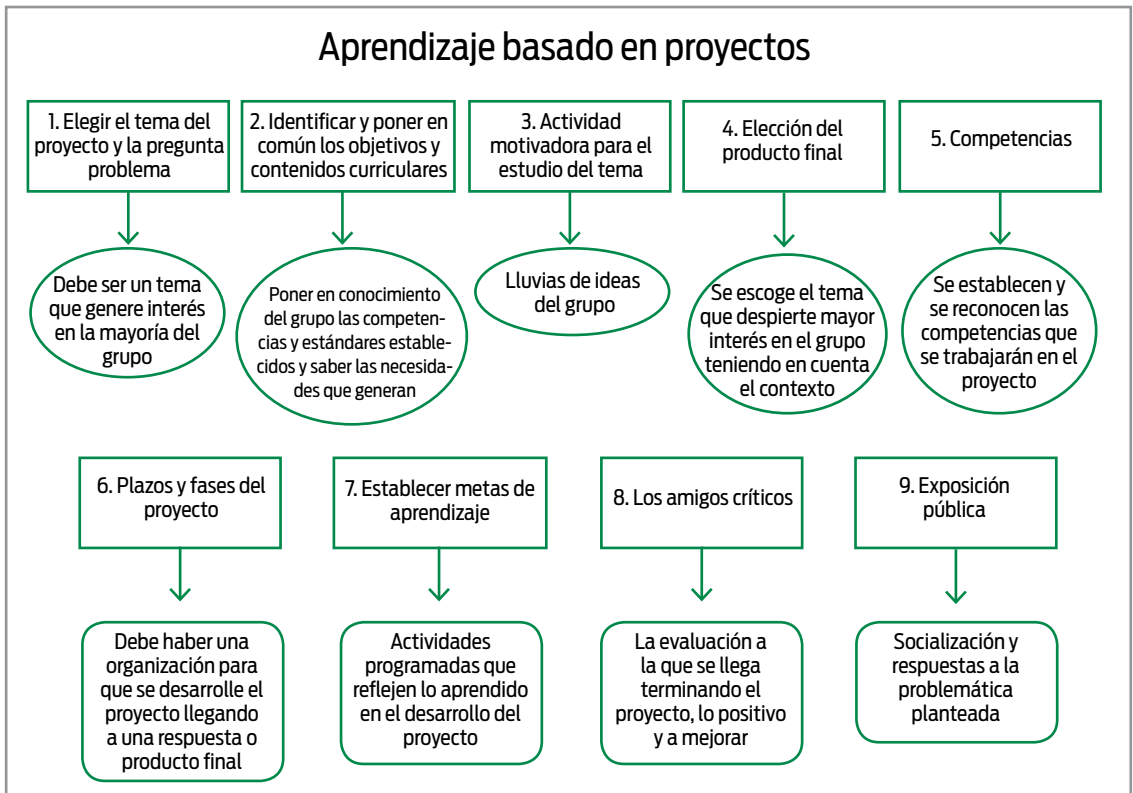 Aprendizaje basado en proyectos
1. Elegir el tema del
proyecto y la pregunta
problema
2. Identificar y poner en
común los objetivos y
contenidos curriculares
3. Actividad
motivadora para el
estudio del tema
4. Elección del
producto final
5. Competencias
Debe ser un tema
que genere interés
en la mayoría del
grupo
Poner en conocimiento
del grupo las competen-
cias y estándares estable-
cidos y saber las necesida-
des que generan
Lluvias de ideas
del grupo
Se escoge el tema
que despierte mayor
interés en el grupo
teniendo en cuenta
el contexto
Se establecen y
se reconocen las
competencias que
se trabajarán en el
proyecto
6. Plazos y fases del
proyecto
7. Establecer metas de
aprendizaje
8. Los amigos críticos
9. Exposición
pública
Debe haber una
organización para
que se desarrolle el
proyecto llegando
a una respuesta o
producto final
Actividades
programadas que
reflejen lo aprendido
en el desarrollo del
proyecto
La evaluación a
la que se llega
terminando el
proyecto, lo positivo
y a mejorar
Socialización y
respuestas a la
problemática
planteada